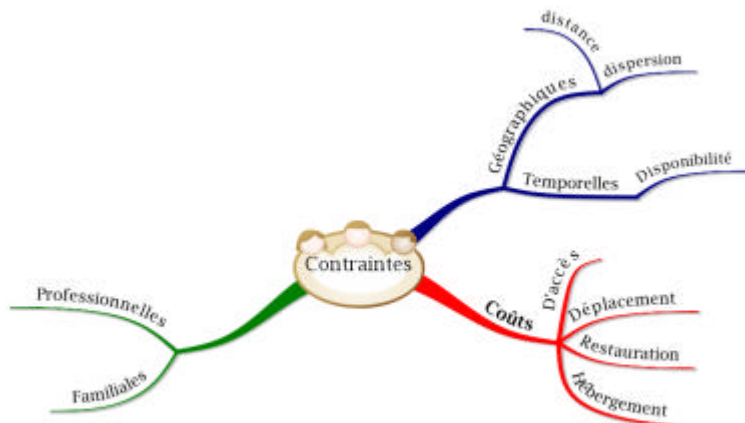 distance
dispersion
Géographiques
Disponibilité
Temporelles
Contraintes
D'accès
Déplacement
Coûts
Restauration
Hébergement
Professionnelles
Familiales